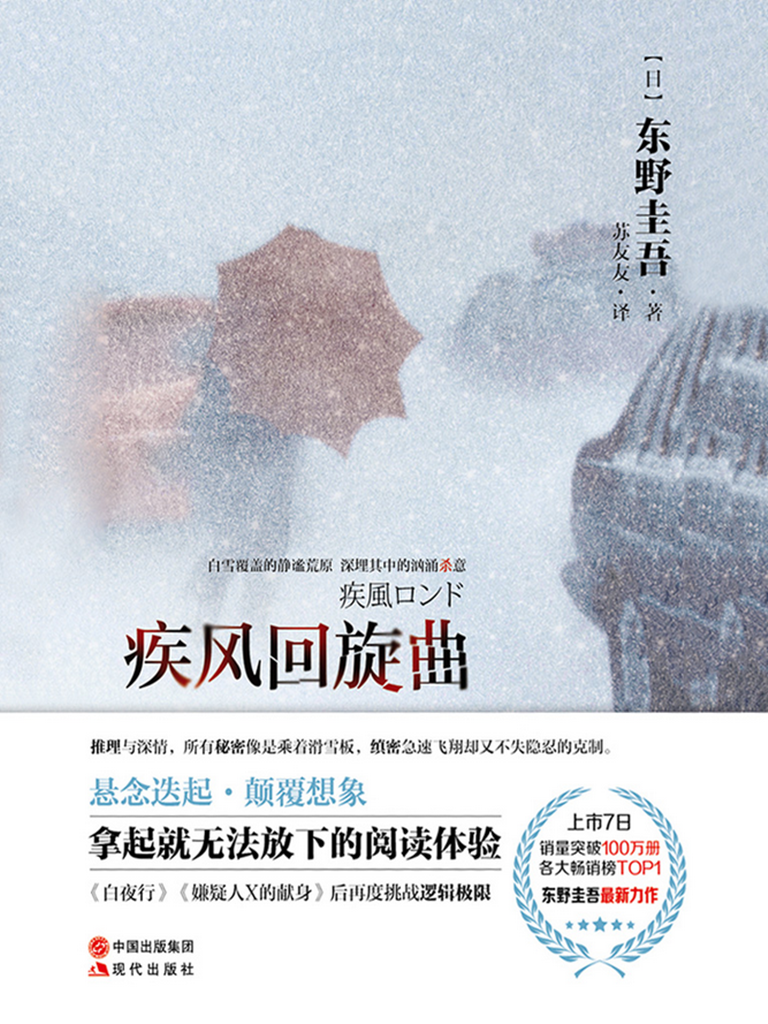 【日】东野圭吾·著
苏友友·译
白雪覆盖的静谧荒原 深埋其中的汹涌杀意
疾風ロンド
疾风回旋曲
推理与深情，所有秘密像是乘着滑雪板，缜密急速飞翔却又不失隐忍的克制。
悬念迭起·颠覆想象
拿起就无法放下的阅读体验
《白夜行》《嫌疑人X的献身》后再度挑战逻辑极限
上市7日
销量突破100万册
各大畅销榜TOP1
东野圭吾最新力作
中国出版集团
现代出版社